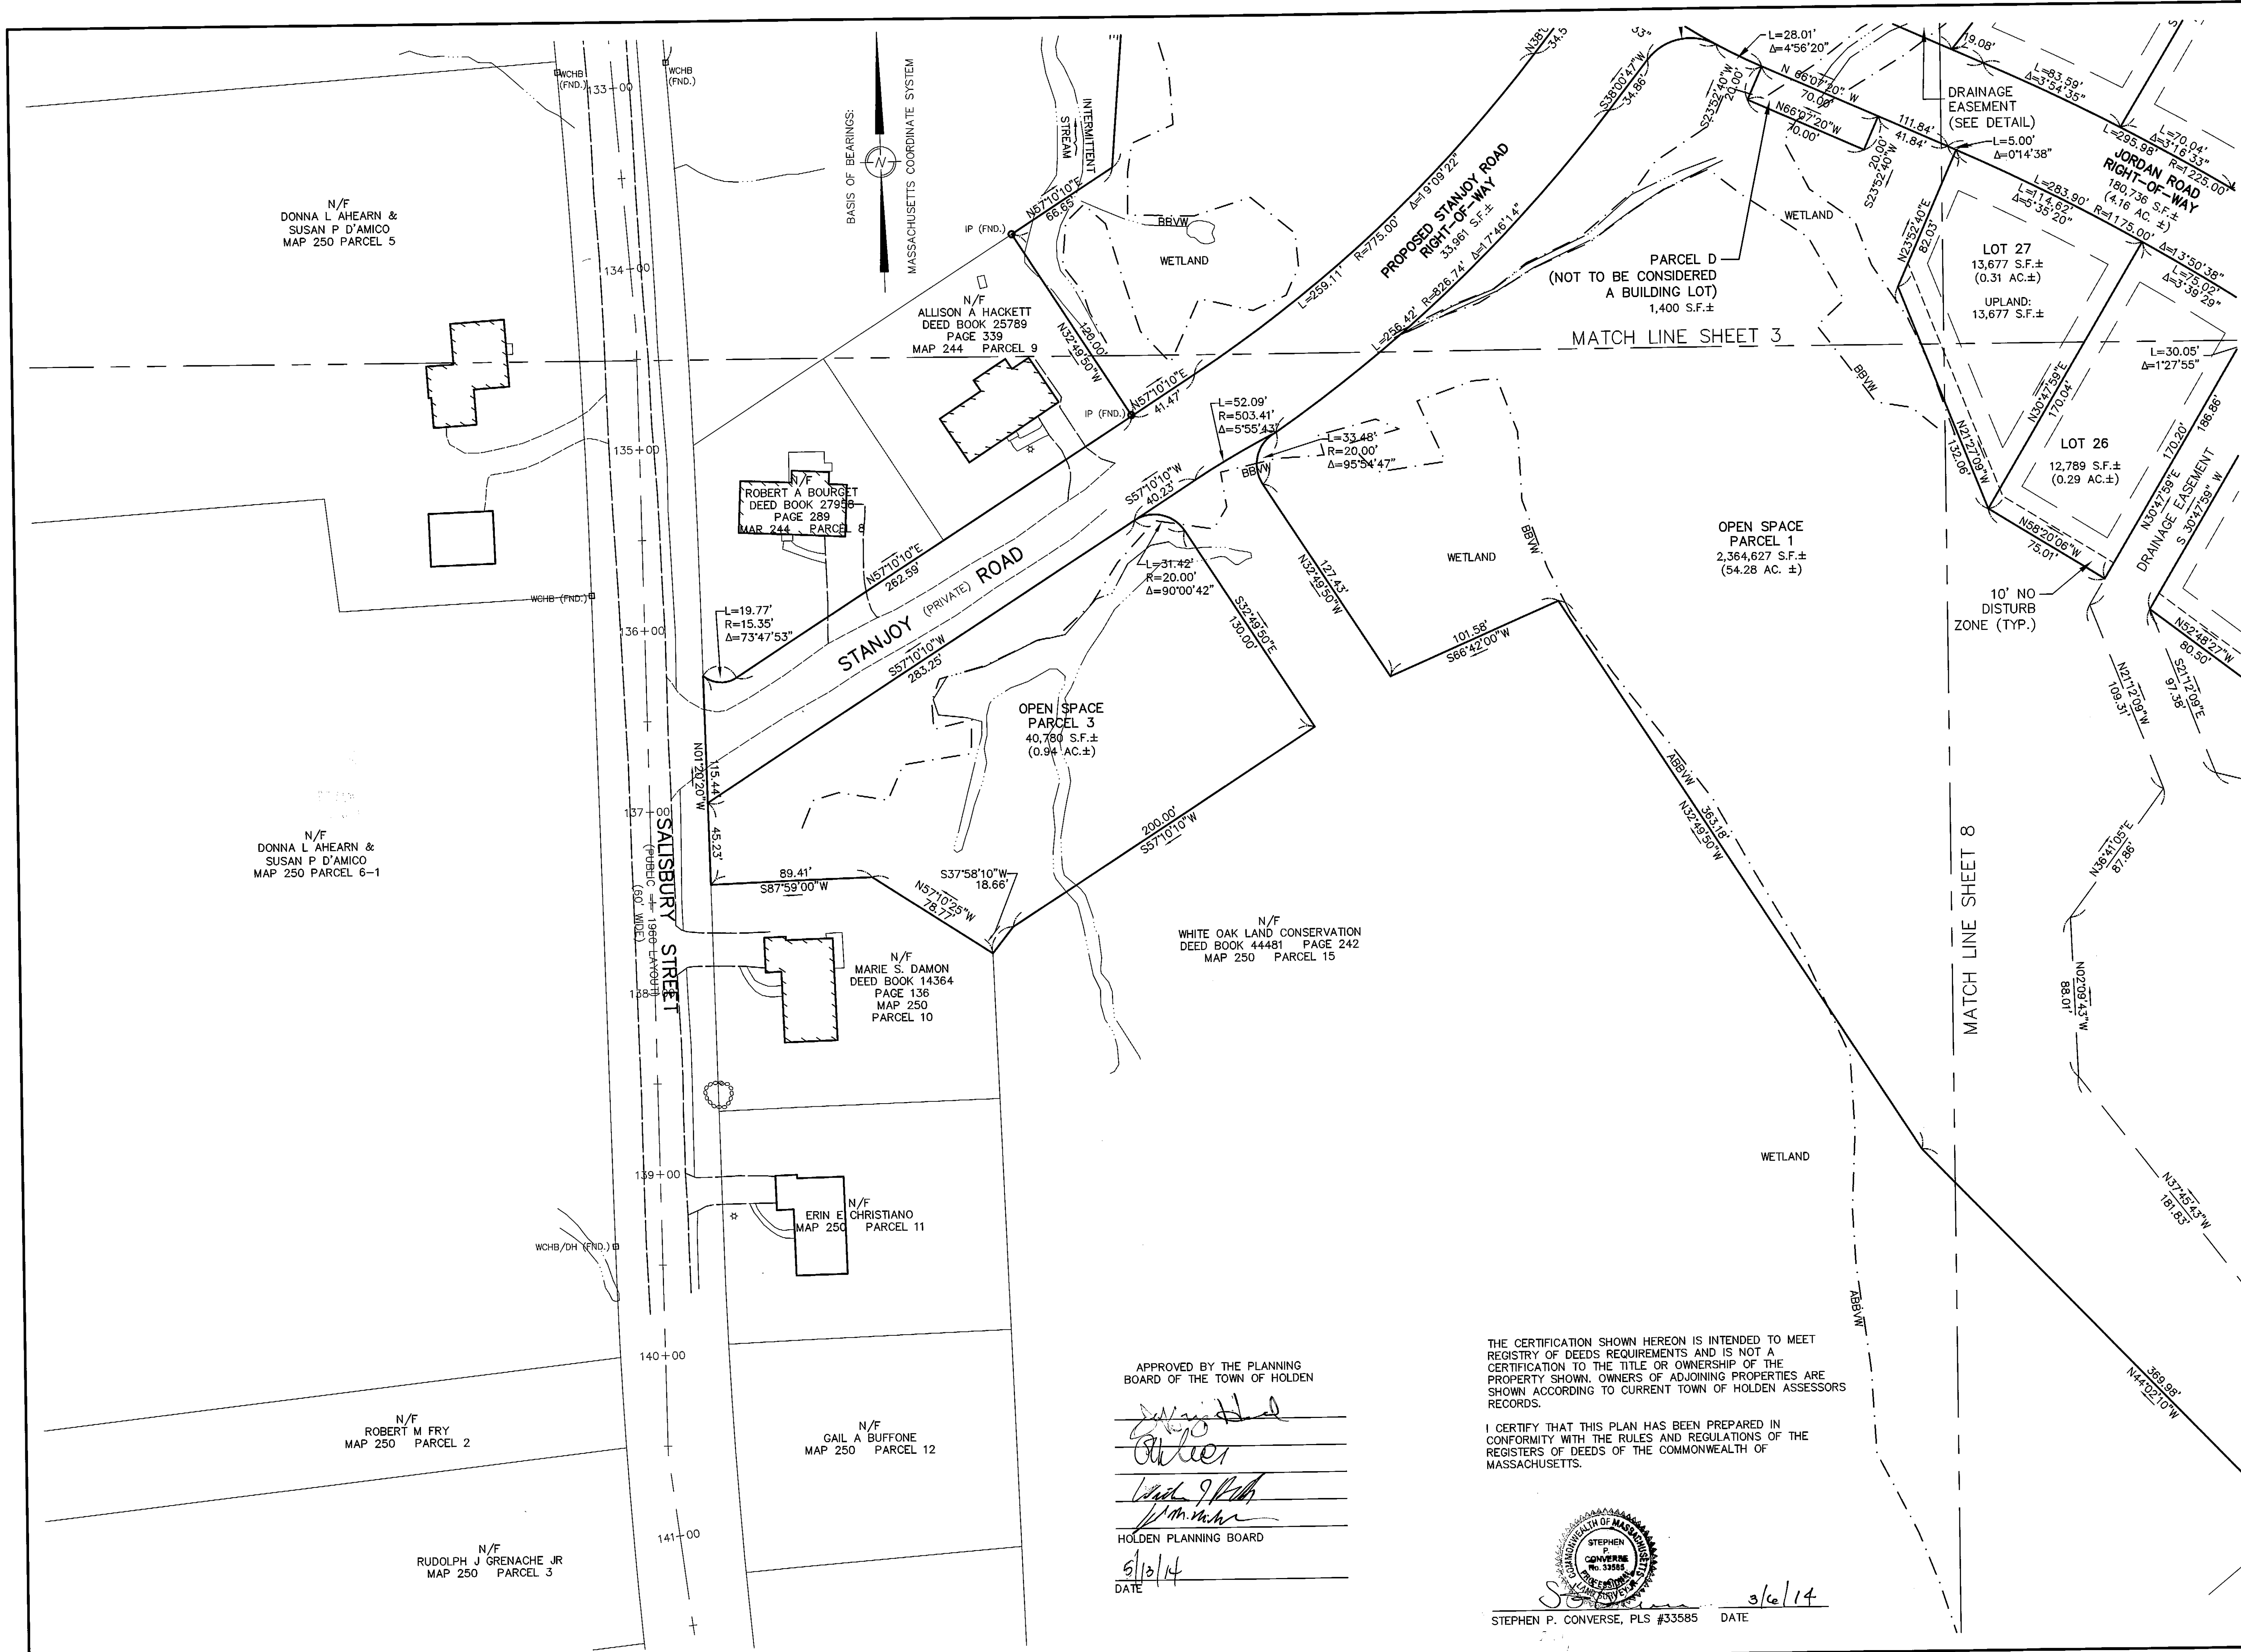 WCHB
(FND.)
WCHB
(FND.)
133+00
134+00
135+00
136+00
137+00
138+00
139+00
140+00
141+00
N/F
DONNA L AHEARN &
SUSAN P D'AMICO
MAP 250 PARCEL 5
BASIS OF BEARINGS:
MASSACHUSETTS COORDINATE SYSTEM
N
INTERMITTENT
STREAM
N57°10'10"E
66.65'
IP (FND.)
BBVW
WETLAND
N/F
ALLISON A HACKETT
DEED BOOK 25789
PAGE 339
MAP 244 PARCEL 9
126.00'
N32°49'50"W
IP (FND.)
N57°10'10"E
41.47'
L=259.11' R=775.00' Δ=19°09'22"
PROPOSED STANJOY ROAD
RIGHT-OF-WAY
33,961 S.F.±
L=256.42' R=826.74' Δ=17°46'14"
S38°00'47"W
34.86'
L=28.01'
Δ=4°56'20"
S23°52'40"W
20.00'
N 66°07'20" W
70.00'
N66°07'20"W
70.00'
111.84'
41.84'
20.00'
S23°52'40"W
19.08'
L=83.59'
Δ=3°54'35"
DRAINAGE
EASEMENT
(SEE DETAIL)
L=5.00'
Δ=0°14'38"
L=70.04'
Δ=3°16'33"
L=295.98' R=1225.00'
JORDAN ROAD
RIGHT-OF-WAY
180,736 S.F.±
(4.16 AC. ±)
L=283.90' R=1175.00' Δ=13°50'38"
L=114.62'
Δ=5°35'20"
L=75.02'
Δ=3°39'29"
WETLAND
N23°52'40"E
82.03'
LOT 27
13,677 S.F.±
(0.31 AC.±)
UPLAND:
13,677 S.F.±
PARCEL D
(NOT TO BE CONSIDERED
A BUILDING LOT)
1,400 S.F.±
MATCH LINE SHEET 3
L=30.05'
Δ=1°27'55"
BBVW
N30°47'59"E
170.04'
N21°27'09"W
132.06'
LOT 26
12,789 S.F.±
(0.29 AC.±)
N30°47'59"E 170.20'
186.86'
DRAINAGE EASEMENT
S 30°47'59" W
N58°20'06"W
75.01'
10' NO
DISTURB
ZONE (TYP.)
N52°48'27"W
80.50'
N21°12'09"W
109.31'
S21°12'09"E
97.38'
L=52.09'
R=503.41'
Δ=5°55'43"
L=33.48'
R=20.00'
Δ=95°54'47"
BBVW
S57°10'10"W
40.23'
N/F
ROBERT A BOURGET
DEED BOOK 27958
PAGE 289
MAP 244 PARCEL 8
N57°10'10"E
262.59'
STANJOY (PRIVATE) ROAD
S57°10'10"W
283.25'
L=31.42'
R=20.00'
Δ=90°00'42"
S32°49'50"E
130.00'
127.43'
N32°49'50"W
WETLAND
BBVW
OPEN SPACE
PARCEL 1
2,364,627 S.F.±
(54.28 AC. ±)
WCHB (FND.)
L=19.77'
R=15.35'
Δ=73°47'53"
101.58'
S66°42'00"W
OPEN SPACE
PARCEL 3
40,780 S.F.±
(0.94 AC.±)
N01°20'20"W
115.44'
45.23'
ABBVW
363.18'
N32°49'50"W
N36°41'05"E
87.86'
MATCH LINE SHEET 8
N/F
DONNA L AHEARN &
SUSAN P D'AMICO
MAP 250 PARCEL 6-1
SALISBURY STREET
(PUBLIC - 1960 LAYOUT)
(60' WIDE)
200.00'
S57°10'10"W
89.41'
S87°59'00"W
S37°58'10"W
18.66'
N57°10'25"W
78.77'
N/F
WHITE OAK LAND CONSERVATION
DEED BOOK 44481 PAGE 242
MAP 250 PARCEL 15
N/F
MARIE S. DAMON
DEED BOOK 14364
PAGE 136
MAP 250
PARCEL 10
N02°09'43"W
88.01'
WETLAND
N37°45'43"W
181.83'
N/F
ERIN E CHRISTIANO
MAP 250 PARCEL 11
WCHB/DH (FND.)
ABBVW
369.98'
N44°02'10"W
N/F
ROBERT M FRY
MAP 250 PARCEL 2
N/F
GAIL A BUFFONE
MAP 250 PARCEL 12
N/F
RUDOLPH J GRENACHE JR
MAP 250 PARCEL 3
APPROVED BY THE PLANNING
BOARD OF THE TOWN OF HOLDEN
HOLDEN PLANNING BOARD
5/13/14
DATE
THE CERTIFICATION SHOWN HEREON IS INTENDED TO MEET
REGISTRY OF DEEDS REQUIREMENTS AND IS NOT A
CERTIFICATION TO THE TITLE OR OWNERSHIP OF THE
PROPERTY SHOWN. OWNERS OF ADJOINING PROPERTIES ARE
SHOWN ACCORDING TO CURRENT TOWN OF HOLDEN ASSESSORS
RECORDS.
I CERTIFY THAT THIS PLAN HAS BEEN PREPARED IN
CONFORMITY WITH THE RULES AND REGULATIONS OF THE
REGISTERS OF DEEDS OF THE COMMONWEALTH OF
MASSACHUSETTS.
COMMONWEALTH OF MASSACHUSETTS
STEPHEN
P.
CONVERSE
No. 33585
PROFESSIONAL
LAND SURVEYOR
3/6/14
STEPHEN P. CONVERSE, PLS #33585 DATE